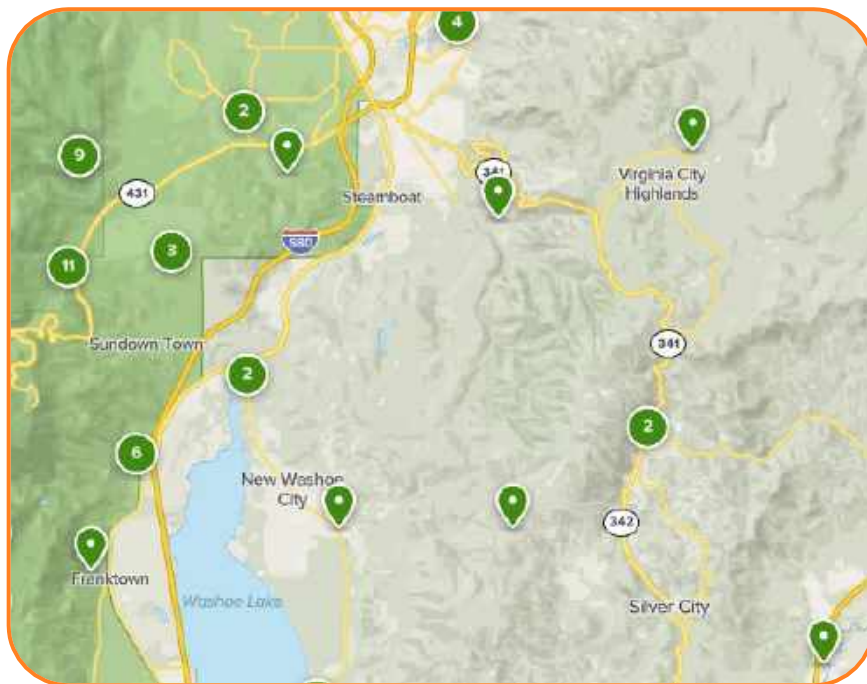 4
2
9
341
Virginia City
Highlands
431
Steamboat
580
3
11
341
Sundown Town
2
2
6
New Washoe
City
342
Franktown
Washoe Lake
Silver City